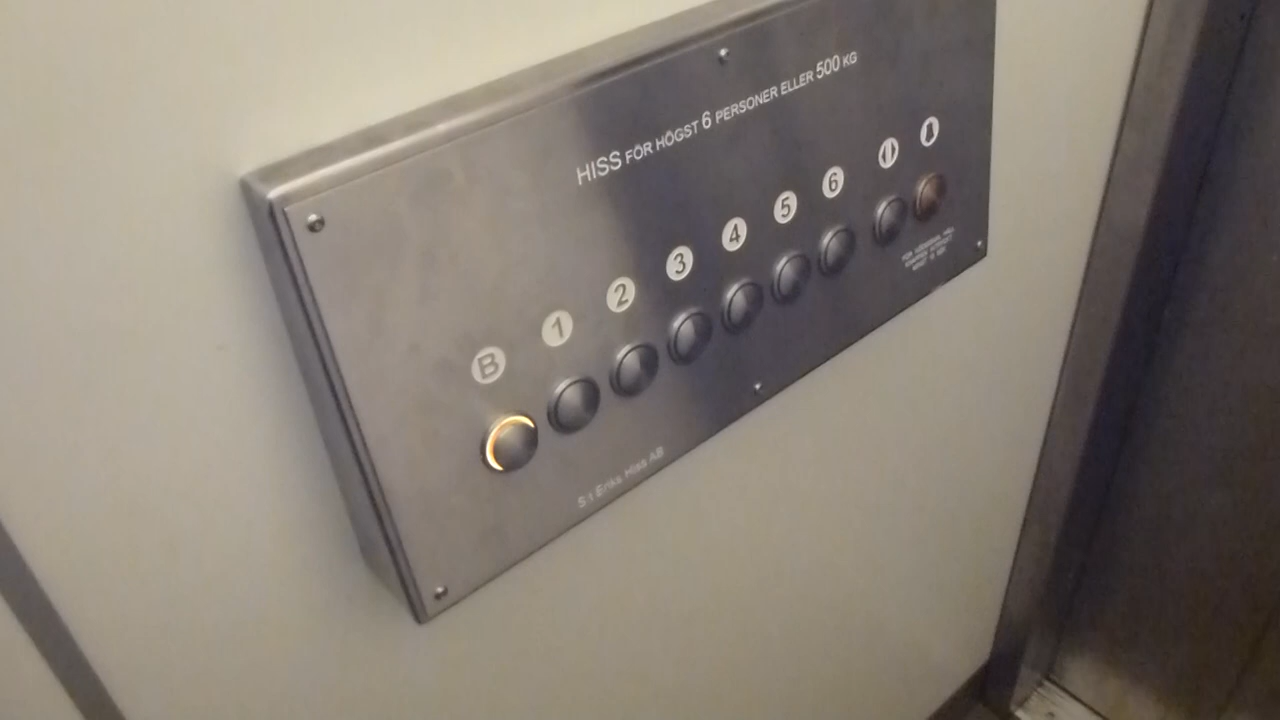 HISS FÖR HÖGST 6 PERSONER ELLER 500 KG
B 1 2 3 4 5 6
S:t Eriks Hiss AB